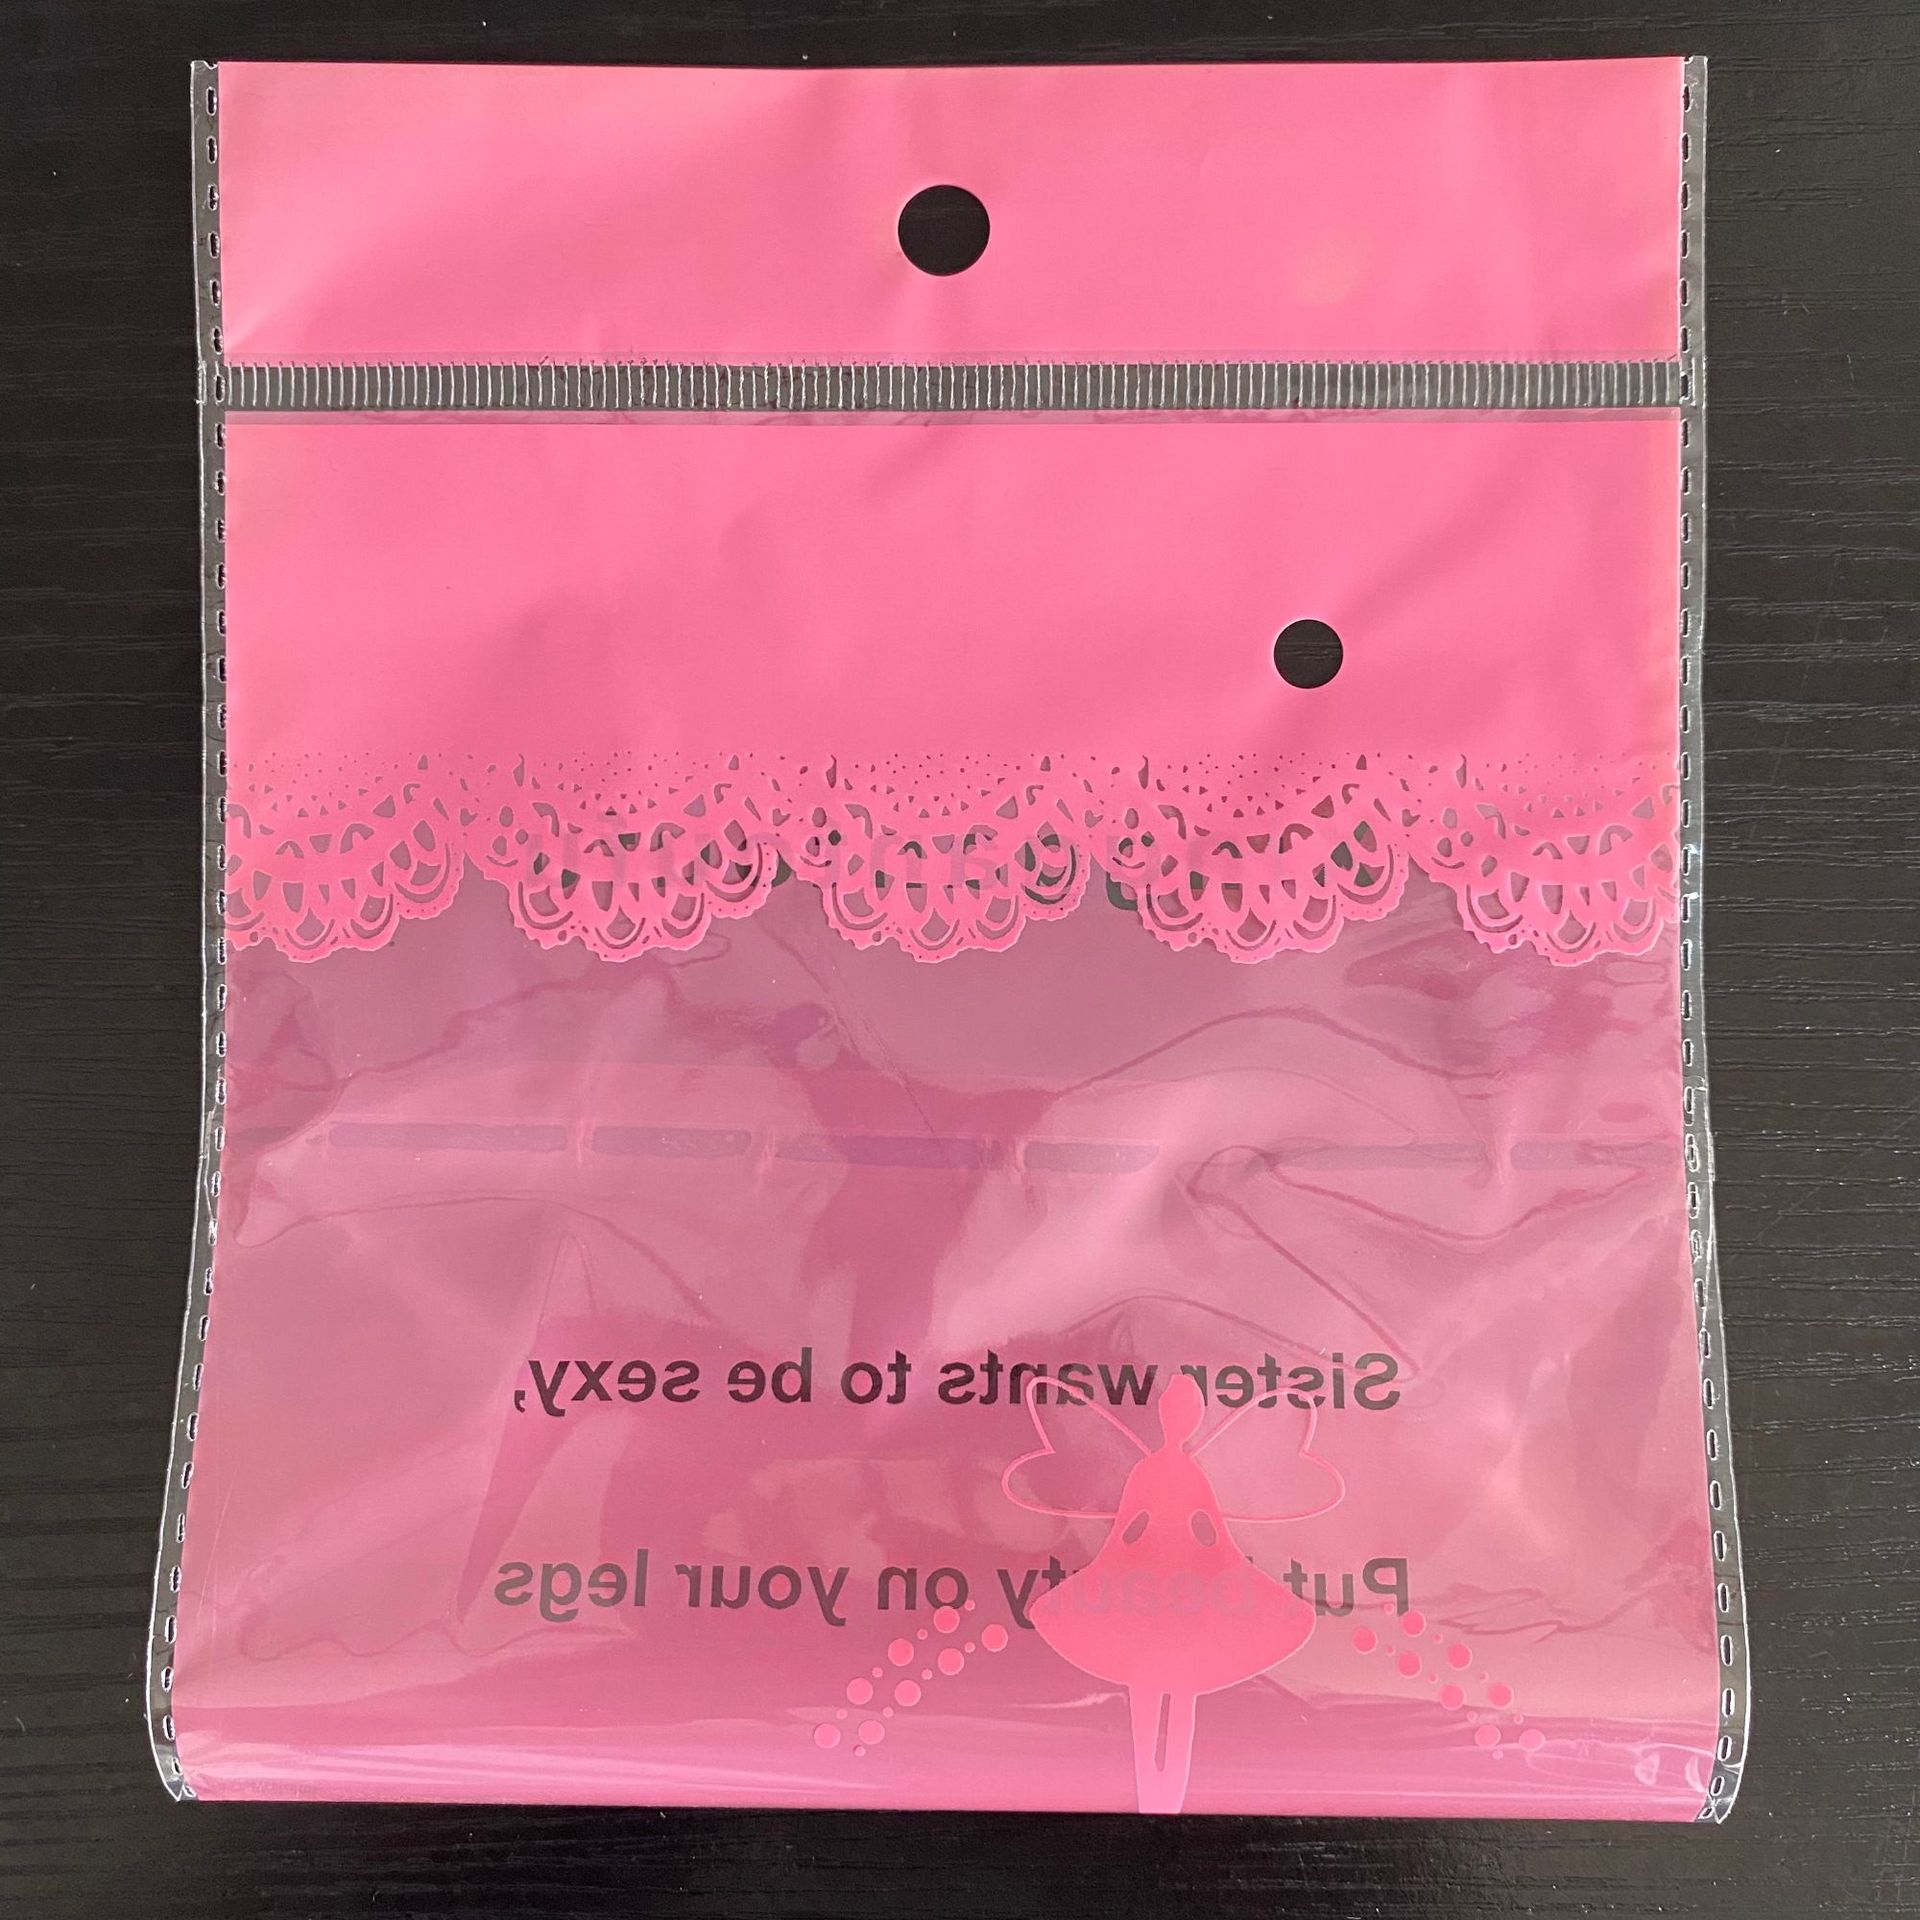 Sister wants to be sexy,
Put beauty on your legs